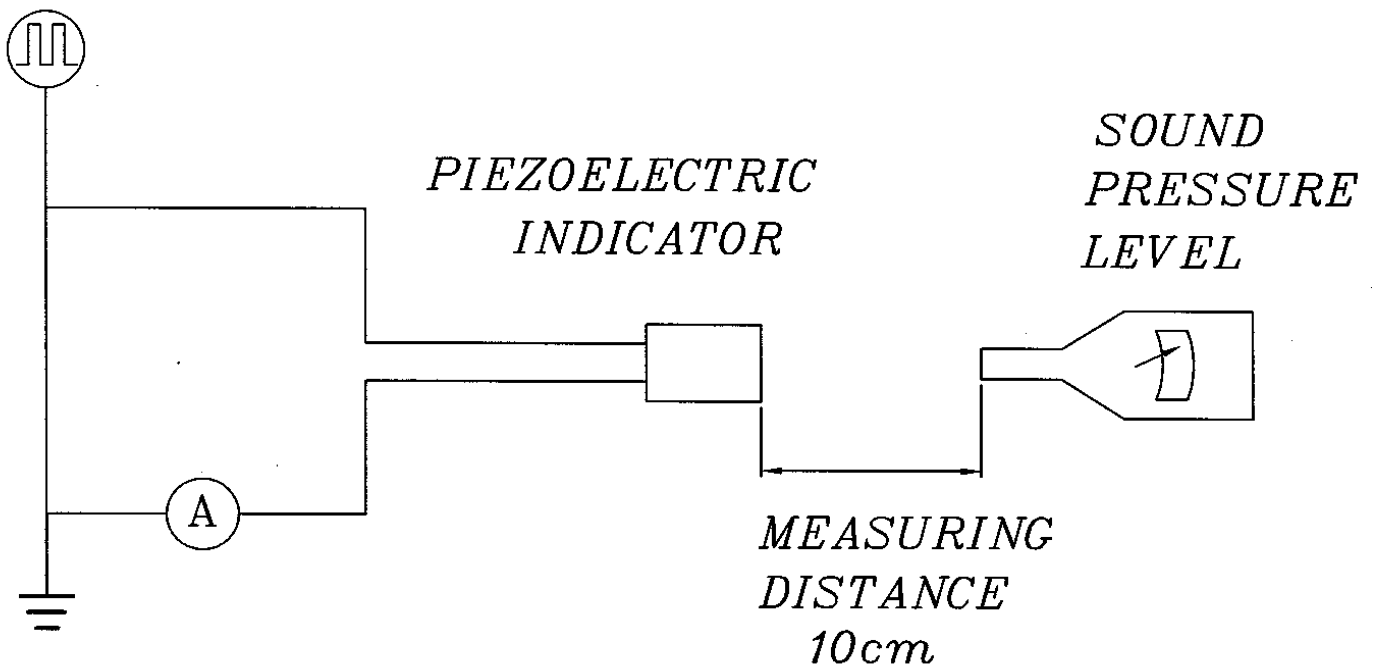 PIEZOELECTRIC
INDICATOR
SOUND
PRESSURE
LEVEL
A
MEASURING
DISTANCE
10cm